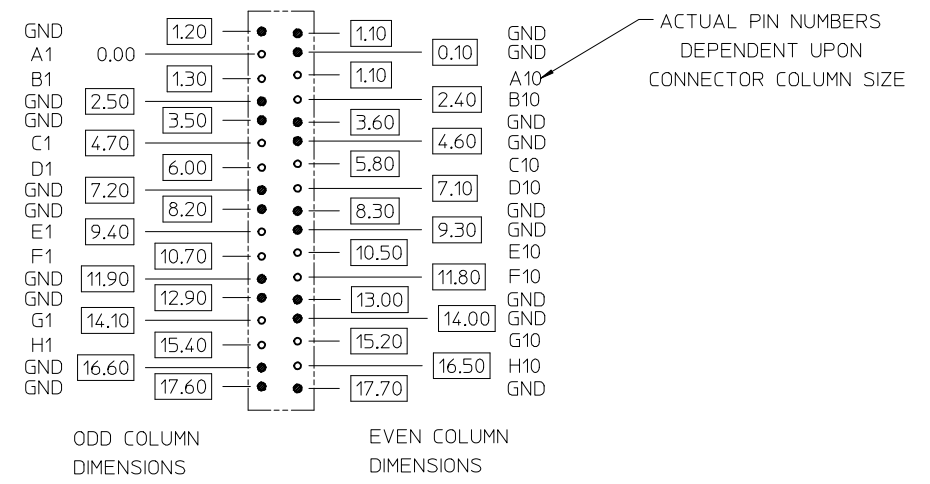 GND 1.20 1.10 GND
A1 0.00 0.10 GND
B1 1.30 1.10 A10
GND 2.50 2.40 B10
GND 3.50 3.60 GND
C1 4.70 4.60 GND
D1 6.00 5.80 C10
GND 7.20 7.10 D10
GND 8.20 8.30 GND
E1 9.40 9.30 GND
F1 10.70 10.50 E10
GND 11.90 11.80 F10
GND 12.90 13.00 GND
G1 14.10 14.00 GND
H1 15.40 15.20 G10
GND 16.60 16.50 H10
GND 17.60 17.70 GND
ACTUAL PIN NUMBERS
DEPENDENT UPON
CONNECTOR COLUMN SIZE
ODD COLUMN
DIMENSIONS
EVEN COLUMN
DIMENSIONS